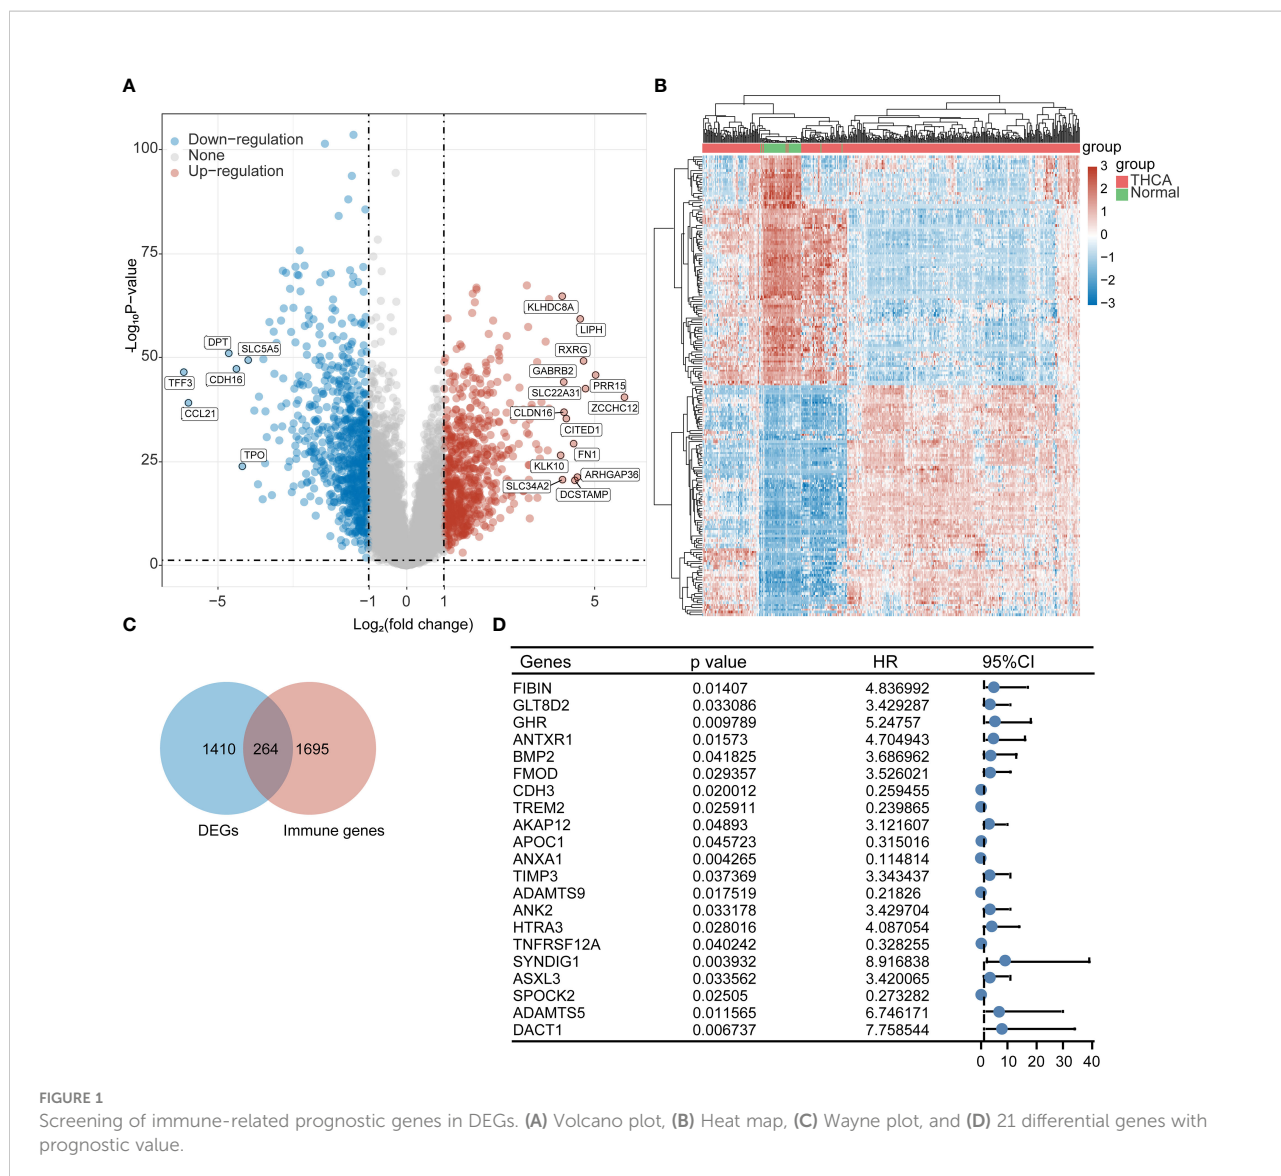 A
Down-regulation
None
Up-regulation
-Log₁₀P-value
100
75
50
25
0
KLHDC8A
LIPH
RXRG
GABRB2
PRR15
SLC22A31
ZCCHC12
CLDN16
CITED1
FN1
KLK10
ARHGAP36
SLC34A2
DCSTAMP
DPT
SLC5A5
TFF3
CDH16
CCL21
TPO
−5
−1
0
1
5
Log₂(fold change)
B
group
3
2
1
0
−1
−2
−3
group
THCA
Normal
C
1410
264
1695
DEGs
Immune genes
D
Genes p value HR 95%CI
FIBIN 0.01407 4.836992
GLT8D2 0.033086 3.429287
GHR 0.009789 5.24757
ANTXR1 0.01573 4.704943
BMP2 0.041825 3.686962
FMOD 0.029357 3.526021
CDH3 0.020012 0.259455
TREM2 0.025911 0.239865
AKAP12 0.04893 3.121607
APOC1 0.045723 0.315016
ANXA1 0.004265 0.114814
TIMP3 0.037369 3.343437
ADAMTS9 0.017519 0.21826
ANK2 0.033178 3.429704
HTRA3 0.028016 4.087054
TNFRSF12A 0.040242 0.328255
SYNDIG1 0.003932 8.916838
ASXL3 0.033562 3.420065
SPOCK2 0.02505 0.273282
ADAMTS5 0.011565 6.746171
DACT1 0.006737 7.758544
0 10 20 30 40
FIGURE 1
Screening of immune-related prognostic genes in DEGs. (A) Volcano plot, (B) Heat map, (C) Wayne plot, and (D) 21 differential genes with
prognostic value.